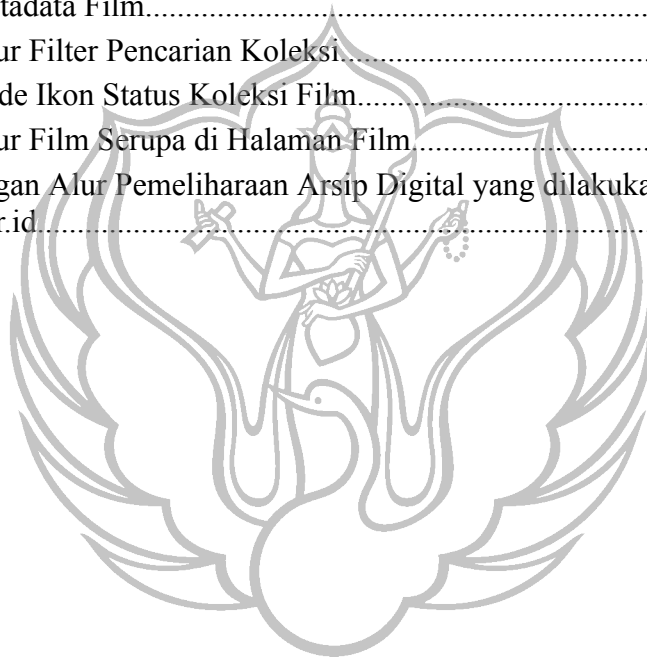 tadata Film....................................................
ur Filter Pencarian Koleksi....................................
de Ikon Status Koleksi Film....................................
ur Film Serupa di Halaman Film.................................
gan Alur Pemeliharaan Arsip Digital yang dilakuka
r.id...........................................................